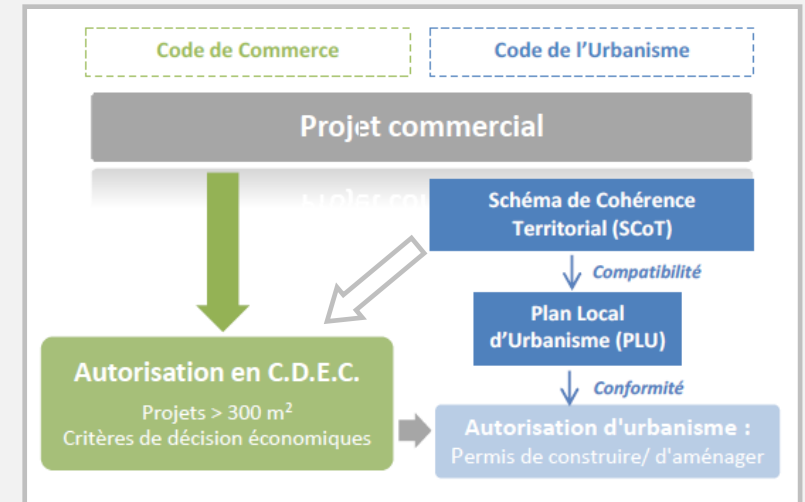 Code de Commerce
Code de l'Urbanisme
Projet commercial
Schéma de Cohérence
Territorial (SCoT)
Compatibilité
Plan Local
d'Urbanisme (PLU)
Conformité
Autorisation en C.D.E.C.
Projets > 300 m²
Critères de décision économiques
Autorisation d'urbanisme :
Permis de construire/ d'aménager